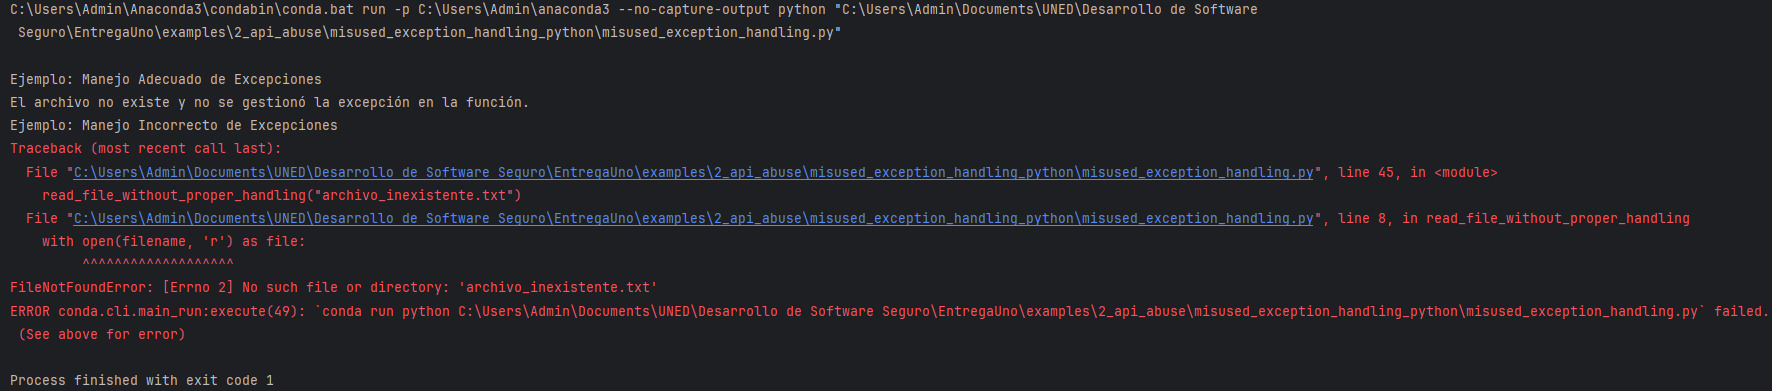 C:\Users\Admin\Anaconda3\condabin\conda.bat run -p C:\Users\Admin\anaconda3 --no-capture-output python "C:\Users\Admin\Documents\UNED\Desarrollo de Software
 Seguro\EntregaUno\examples\2_api_abuse\misused_exception_handling_python\misused_exception_handling.py"
Ejemplo: Manejo Adecuado de Excepciones
El archivo no existe y no se gestionó la excepción en la función.
Ejemplo: Manejo Incorrecto de Excepciones
Traceback (most recent call last):
  File "C:\Users\Admin\Documents\UNED\Desarrollo de Software Seguro\EntregaUno\examples\2_api_abuse\misused_exception_handling_python\misused_exception_handling.py", line 45, in <module>
    read_file_without_proper_handling("archivo_inexistente.txt")
  File "C:\Users\Admin\Documents\UNED\Desarrollo de Software Seguro\EntregaUno\examples\2_api_abuse\misused_exception_handling_python\misused_exception_handling.py", line 8, in read_file_without_proper_handling
    with open(filename, 'r') as file:
         ^^^^^^^^^^^^^^^^^^^
FileNotFoundError: [Errno 2] No such file or directory: 'archivo_inexistente.txt'
ERROR conda.cli.main_run:execute(49): `conda run python C:\Users\Admin\Documents\UNED\Desarrollo de Software Seguro\EntregaUno\examples\2_api_abuse\misused_exception_handling_python\misused_exception_handling.py` failed.
 (See above for error)
Process finished with exit code 1